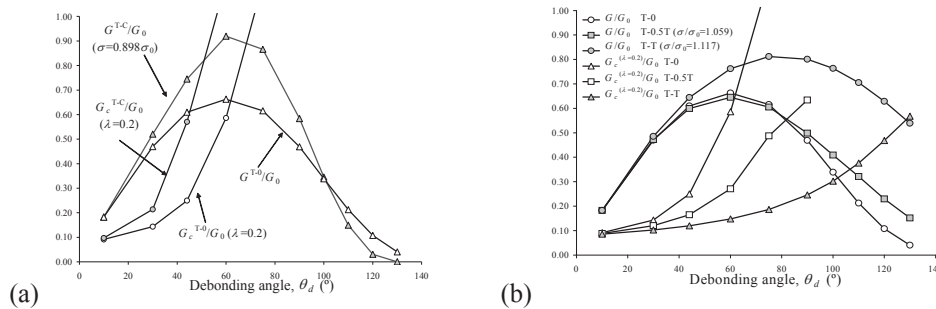 1.00
0.90
0.80
0.70
0.60
0.50
0.40
0.30
0.20
0.10
0.00
G^T-C/G_0
(σ=0.898σ_0)
G_c^T-C/G_0
(λ=0.2)
G^T-0/G_0
G_c^T-0/G_0 (λ=0.2)
0 20 40 60 80 100 120 140
Debonding angle, θ_d (º)
(a)
1.00
0.90
0.80
0.70
0.60
0.50
0.40
0.30
0.20
0.10
0.00
G/G_0 T-0
G/G_0 T-0.5T (σ/σ_0=1.059)
G/G_0 T-T (σ/σ_0=1.117)
G_c^(λ=0.2)/G_0 T-0
G_c^(λ=0.2)/G_0 T-0.5T
G_c^(λ=0.2)/G_0 T-T
0 20 40 60 80 100 120 140
Debonding angle, θ_d (º)
(b)